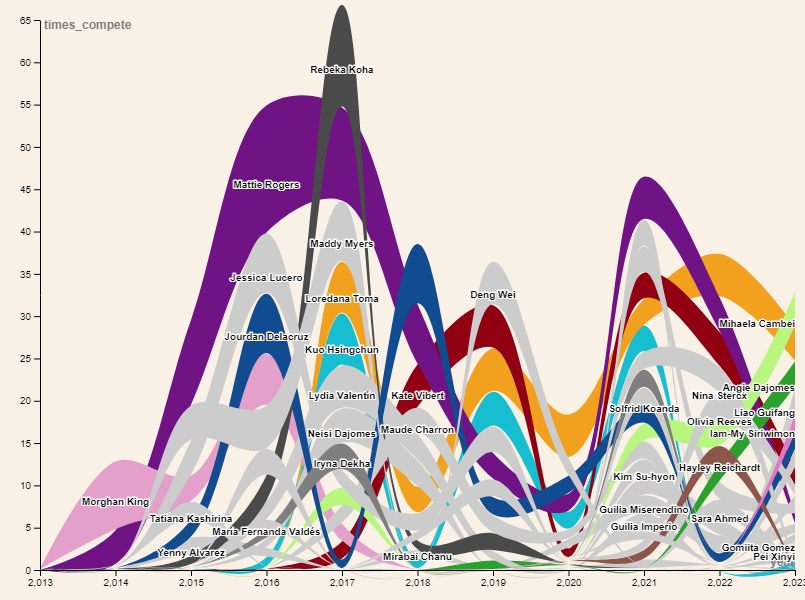 65
times_compete
60
55
50
45
40
35
30
25
20
15
10
5
0
Rebeka Koha
Mattie Rogers
Maddy Myers
Jessica Lucero
Deng Wei
Loredana Toma
Mihaela Cambei
Jourdan Delacruz
Kuo Hsingchun
Angie Dajomes
Lydia Valentin
Kate Vibert
Nina Sterckx
Solfrid Koanda
Liao Guifang
Olivia Reeves
Maude Charron
Neisi Dajomes
Iam-My Siriwimon
Iryna Dekha
Hayley Reichardt
Kim Su-hyon
Morghan King
Guilia Miserendino
Tatiana Kashirina
Sara Ahmed
Guilia Imperio
Maria Fernanda Valdés
Yenny Alvarez
Mirabai Chanu
Gomiita Gomez
Pei Xinyi
2,013
2,014
2,015
2,016
2,017
2,018
2,019
2,020
2,021
2,022
2,023